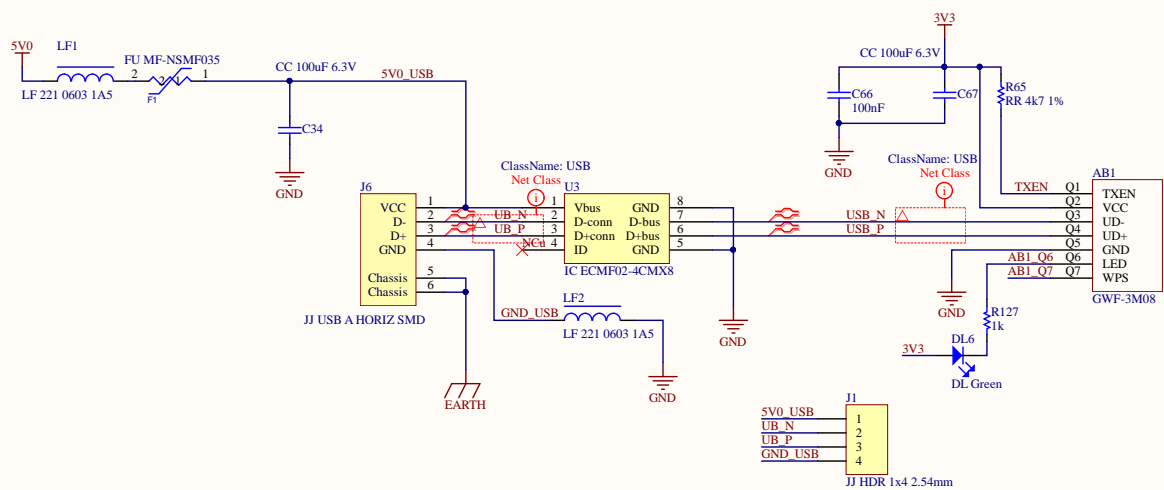 5V0
LF1
LF 221 0603 1A5
FU MF-NSMF035
2
1
F1
CC 100uF 6.3V
C34
GND
5V0_USB
3V3
CC 100uF 6.3V
C66
100nF
C67
R65
RR 4k7 1%
GND
ClassName: USB
Net Class
i
ClassName: USB
Net Class
i
J6
VCC 1
D- 2
D+ 3
GND 4
Chassis 5
Chassis 6
JJ USB A HORIZ SMD
UB_N
UB_P
NCu
U3
1 Vbus GND 8
2 D-conn D-bus 7
3 D+conn D+bus 6
4 ID GND 5
IC ECMF02-4CMX8
USB_N
USB_P
AB1
TXEN Q1 TXEN
Q2 VCC
Q3 UD-
Q4 UD+
Q5 GND
AB1_Q6 Q6 LED
AB1_Q7 Q7 WPS
GWF-3M08
GND
R127
1k
3V3
DL6
DL Green
GND_USB
LF2
LF 221 0603 1A5
GND
GND
EARTH
J1
5V0_USB 1
UB_N 2
UB_P 3
GND_USB 4
JJ HDR 1x4 2.54mm